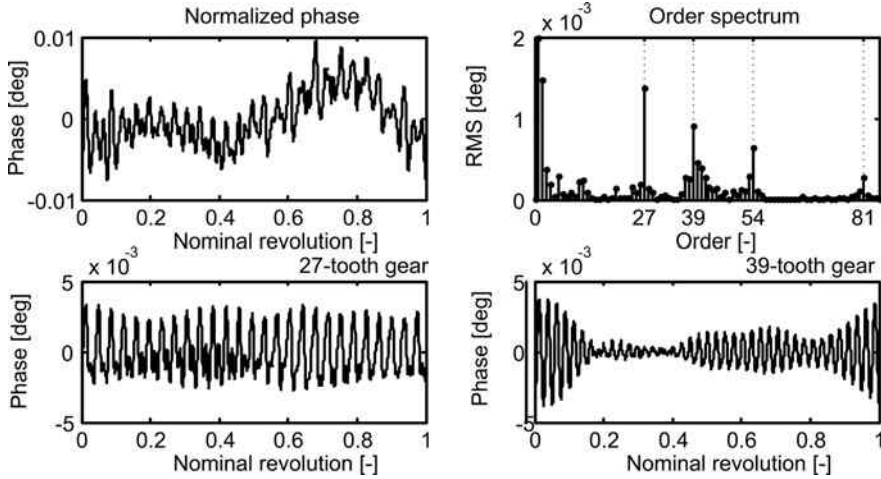 Normalized phase
0.01
0
-0.01
Phase [deg]
0 0.2 0.4 0.6 0.8 1
Nominal revolution [-]
Order spectrum
x 10⁻³
2
1
0
RMS [deg]
0 27 39 54 81
Order [-]
x 10⁻³
27-tooth gear
5
0
-5
Phase [deg]
0 0.2 0.4 0.6 0.8 1
Nominal revolution [-]
x 10⁻³
39-tooth gear
5
0
-5
Phase [deg]
0 0.2 0.4 0.6 0.8 1
Nominal revolution [-]